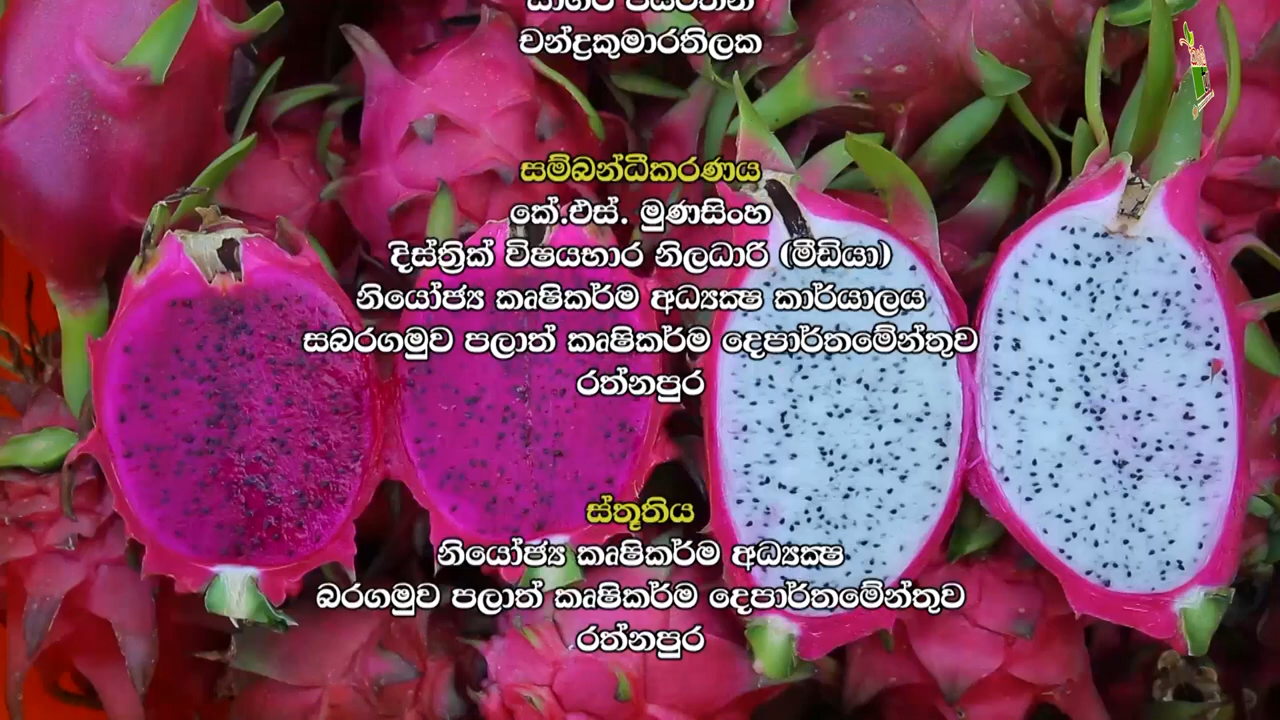 චන්ද්‍රකුමාරතිලක
සම්බන්ධීකරණය
කේ.එස්. මුණසිංහ
දිස්ත්‍රික් විෂයභාර නිලධාරි (මීඩියා)
නියෝජ්‍ය කෘෂිකර්ම අධ්‍යක්ෂ කාර්යාලය
සබරගමුව පලාත් කෘෂිකර්ම දෙපාර්තමේන්තුව
රත්නපුර
ස්තූතිය
නියෝජ්‍ය කෘෂිකර්ම අධ්‍යක්ෂ
බරගමුව පලාත් කෘෂිකර්ම දෙපාර්තමේන්තුව
රත්නපුර